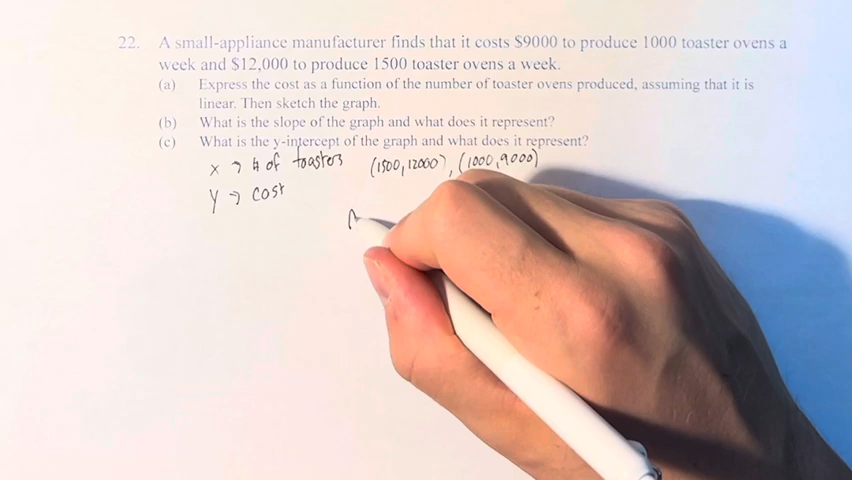 22. A small-appliance manufacturer finds that it costs $9000 to produce 1000 toaster ovens a
week and $12,000 to produce 1500 toaster ovens a week.
(a) Express the cost as a function of the number of toaster ovens produced, assuming that it is
linear. Then sketch the graph.
(b) What is the slope of the graph and what does it represent?
(c) What is the y-intercept of the graph and what does it represent?
x → # of toasters (1500,12000), (1000,9000)
y → cost